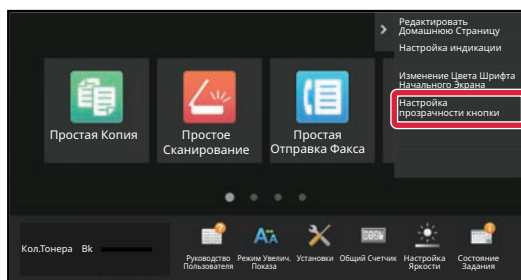 Редактировать
Домашнюю Страницу
Настройка индикации
Изменение Цвета Шрифта
Начального Экрана
Настройка
прозрачности кнопки
Простая Копия
Простое
Сканирование
Простая
Отправка Факса
Кол.Тонера Bk
Руководство
Пользователя
Режим Увелич.
Показа
Установки
Общий Счетчик
Настройка
Яркости
Состояние
Задания